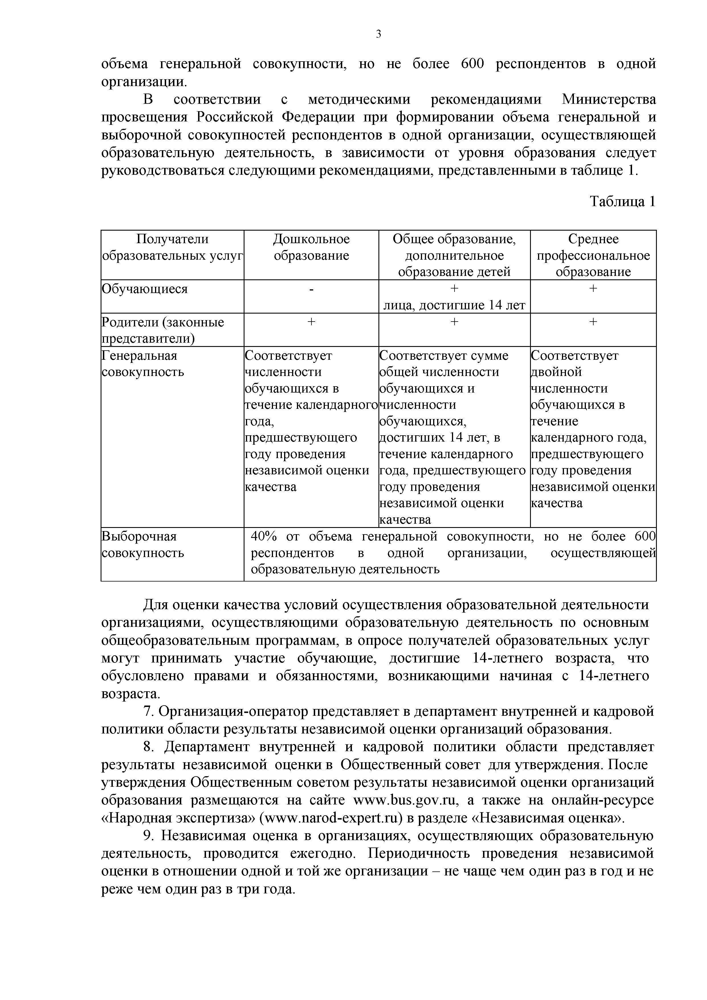 3
объема генеральной совокупности, но не более 600 респондентов в одной
организации.
В соответствии с методическими рекомендациями Министерства
просвещения Российской Федерации при формировании объема генеральной и
выборочной совокупностей респондентов в одной организации, осуществляющей
образовательную деятельность, в зависимости от уровня образования следует
руководствоваться следующими рекомендациями, представленными в таблице 1.
Таблица 1
Получатели
образовательных услуг
Дошкольное
образование
Общее образование,
дополнительное
образование детей
Среднее
профессиональное
образование
Обучающиеся
-
+
лица, достигшие 14 лет
+
Родители (законные
представители)
+
+
+
Генеральная
совокупность
Соответствует
численности
обучающихся в
течение календарного
года,
предшествующего
году проведения
независимой оценки
качества
Соответствует сумме
общей численности
обучающихся и
численности
обучающихся,
достигших 14 лет, в
течение календарного
года, предшествующего
году проведения
независимой оценки
качества
Соответствует
двойной
численности
обучающихся в
течение
календарного года,
предшествующего
году проведения
независимой оценки
качества
Выборочная
совокупность
40% от объема генеральной совокупности, но не более 600
респондентов в одной организации, осуществляющей
образовательную деятельность
Для оценки качества условий осуществления образовательной деятельности
организациями, осуществляющими образовательную деятельность по основным
общеобразовательным программам, в опросе получателей образовательных услуг
могут принимать участие обучающие, достигшие 14-летнего возраста, что
обусловлено правами и обязанностями, возникающими начиная с 14-летнего
возраста.
7. Организация-оператор представляет в департамент внутренней и кадровой
политики области результаты независимой оценки организаций образования.
8. Департамент внутренней и кадровой политики области представляет
результаты независимой оценки в Общественный совет для утверждения. После
утверждения Общественным советом результаты независимой оценки организаций
образования размещаются на сайте www.bus.gov.ru, а также на онлайн-ресурсе
«Народная экспертиза» (www.narod-expert.ru) в разделе «Независимая оценка».
9. Независимая оценка в организациях, осуществляющих образовательную
деятельность, проводится ежегодно. Периодичность проведения независимой
оценки в отношении одной и той же организации – не чаще чем один раз в год и не
реже чем один раз в три года.